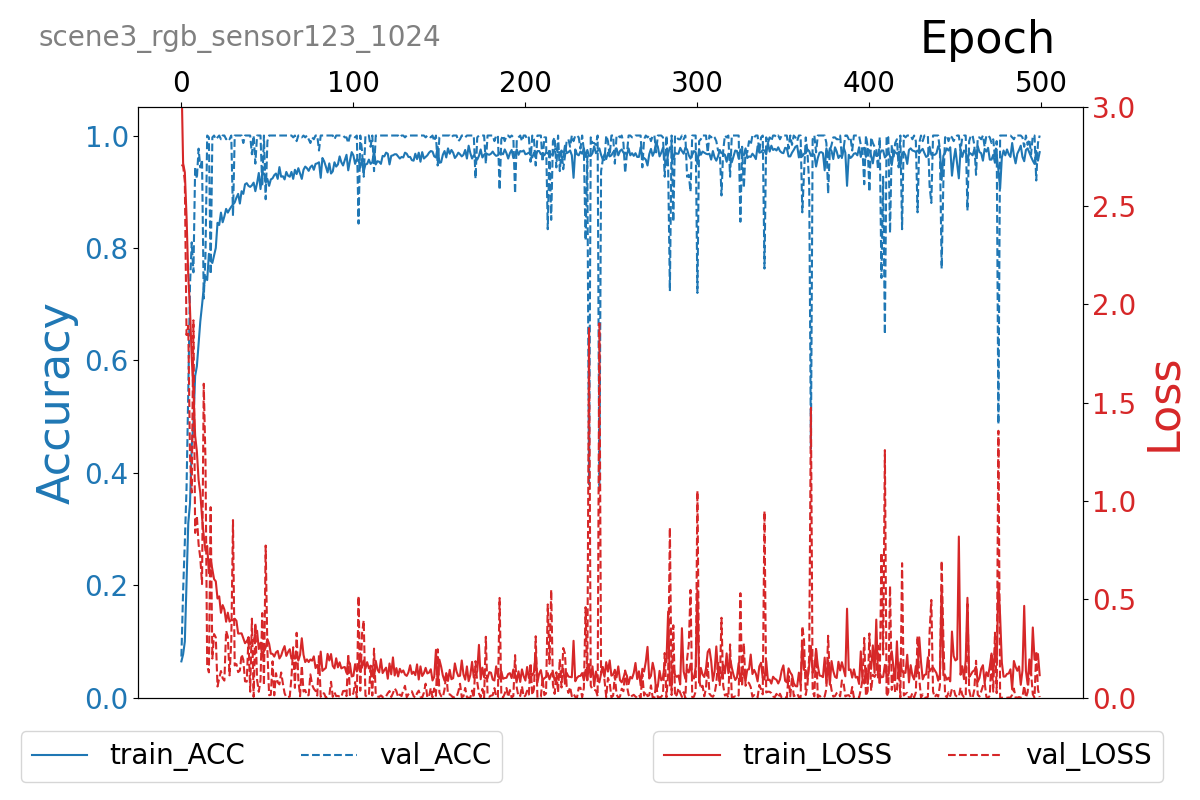 scene3_rgb_sensor123_1024
Epoch
0 100 200 300 400 500
1.0
0.8
0.6
0.4
0.2
0.0
Accuracy
3.0
2.5
2.0
1.5
1.0
0.5
0.0
Loss
train_ACC val_ACC
train_LOSS val_LOSS